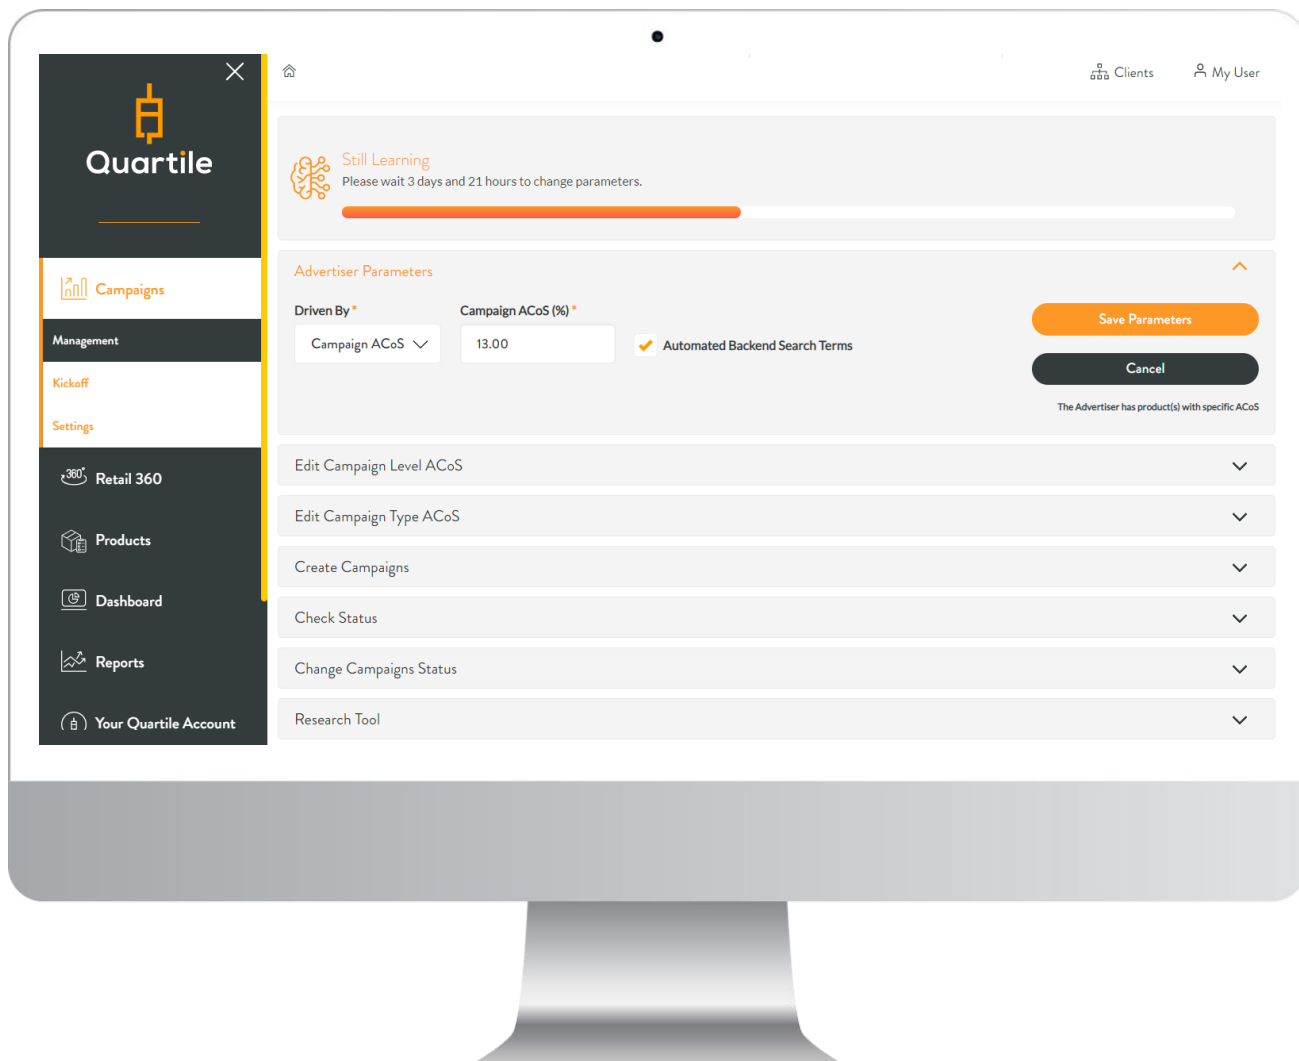 Quartile
Campaigns
Management
Kickoff
Settings
360°
Retail 360
Products
Dashboard
Reports
Your Quartile Account
Clients
My User
Still Learning
Please wait 3 days and 21 hours to change parameters.
Advertiser Parameters
Driven By *
Campaign ACoS (%) *
Campaign ACoS
13.00
Automated Backend Search Terms
Save Parameters
Cancel
The Advertiser has product(s) with specific ACoS
Edit Campaign Level ACoS
Edit Campaign Type ACoS
Create Campaigns
Check Status
Change Campaigns Status
Research Tool